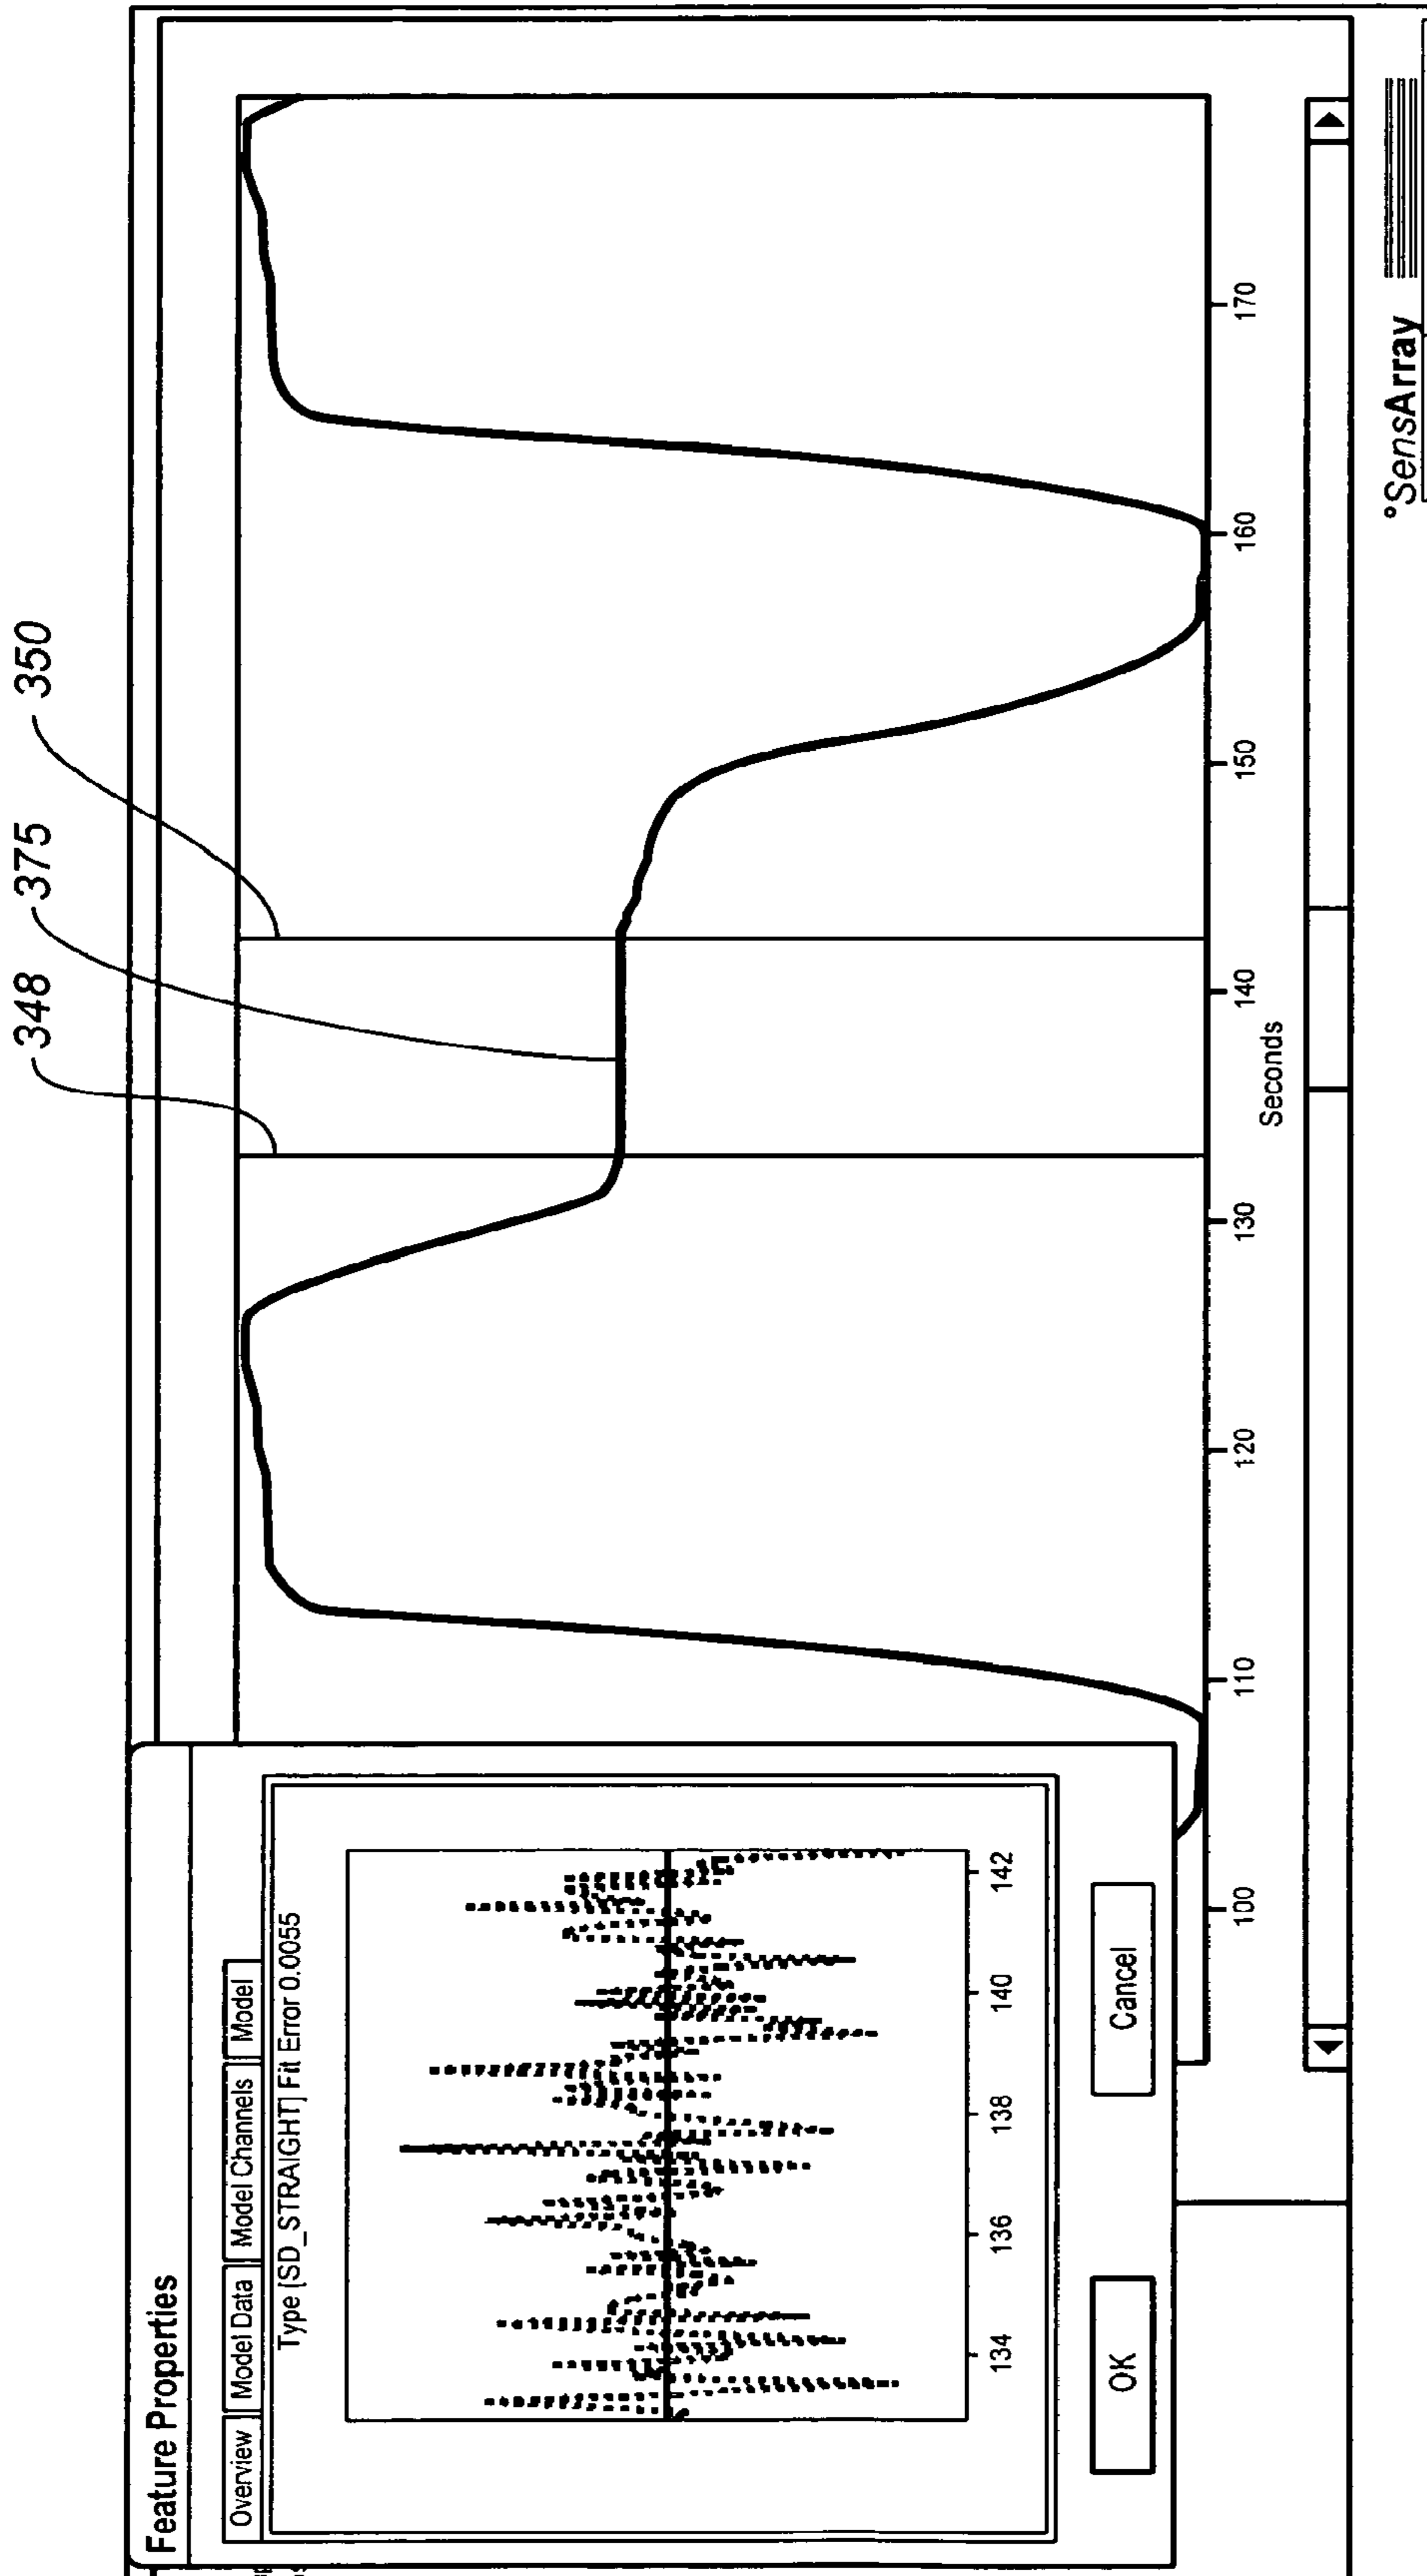 348
375
350
Feature Properties
Overview Model Data Model Channels Model
Type [SD_STRAIGHT] Fit Error 0.0055
134 136 138 140 142
OK Cancel
100 110 120 130 140 150 160 170
Seconds
°SensArray